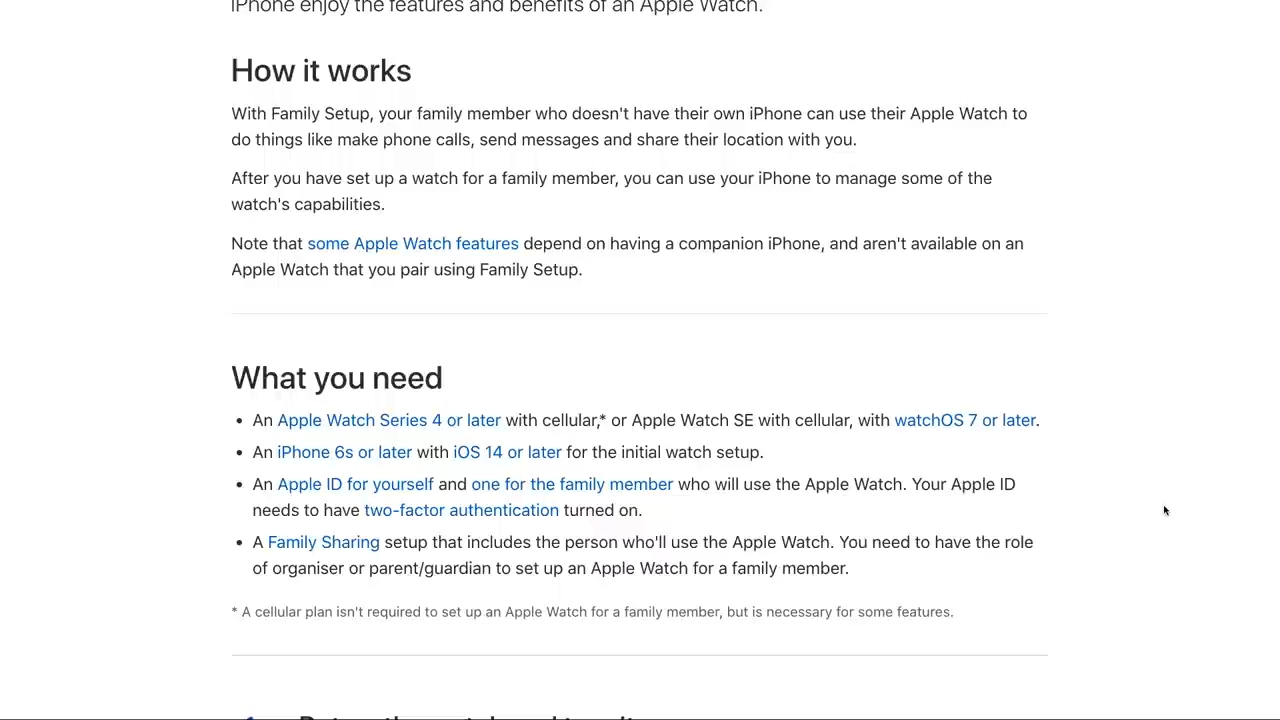 iPhone enjoy the features and benefits of an Apple Watch.
How it works
With Family Setup, your family member who doesn't have their own iPhone can use their Apple Watch to
do things like make phone calls, send messages and share their location with you.
After you have set up a watch for a family member, you can use your iPhone to manage some of the
watch's capabilities.
Note that some Apple Watch features depend on having a companion iPhone, and aren't available on an
Apple Watch that you pair using Family Setup.
What you need
• An Apple Watch Series 4 or later with cellular,* or Apple Watch SE with cellular, with watchOS 7 or later.
• An iPhone 6s or later with iOS 14 or later for the initial watch setup.
• An Apple ID for yourself and one for the family member who will use the Apple Watch. Your Apple ID
needs to have two-factor authentication turned on.
• A Family Sharing setup that includes the person who'll use the Apple Watch. You need to have the role
of organiser or parent/guardian to set up an Apple Watch for a family member.
* A cellular plan isn't required to set up an Apple Watch for a family member, but is necessary for some features.